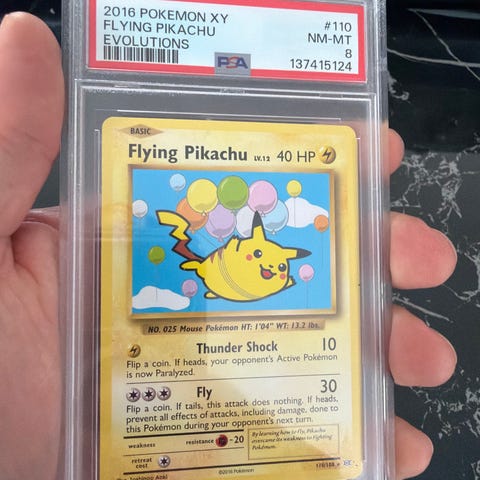 2016 POKEMON XY #110
FLYING PIKACHU NM-MT
EVOLUTIONS 8
PSA 137415124
BASIC
Flying Pikachu LV.12 40 HP
NO. 025 Mouse Pokémon HT: 1'04" WT: 13.2 lbs.
Thunder Shock 10
Flip a coin. If heads, your opponent's Active Pokémon
is now Paralyzed.
Fly 30
Flip a coin. If tails, this attack does nothing. If heads,
prevent all effects of attacks, including damage, done to
this Pokémon during your opponent's next turn.
weakness resistance -20
By learning how to fly, Pikachu
overcame its weakness to Fighting
Pokémon.
retreat
cost
©2016 Pokémon 110/108